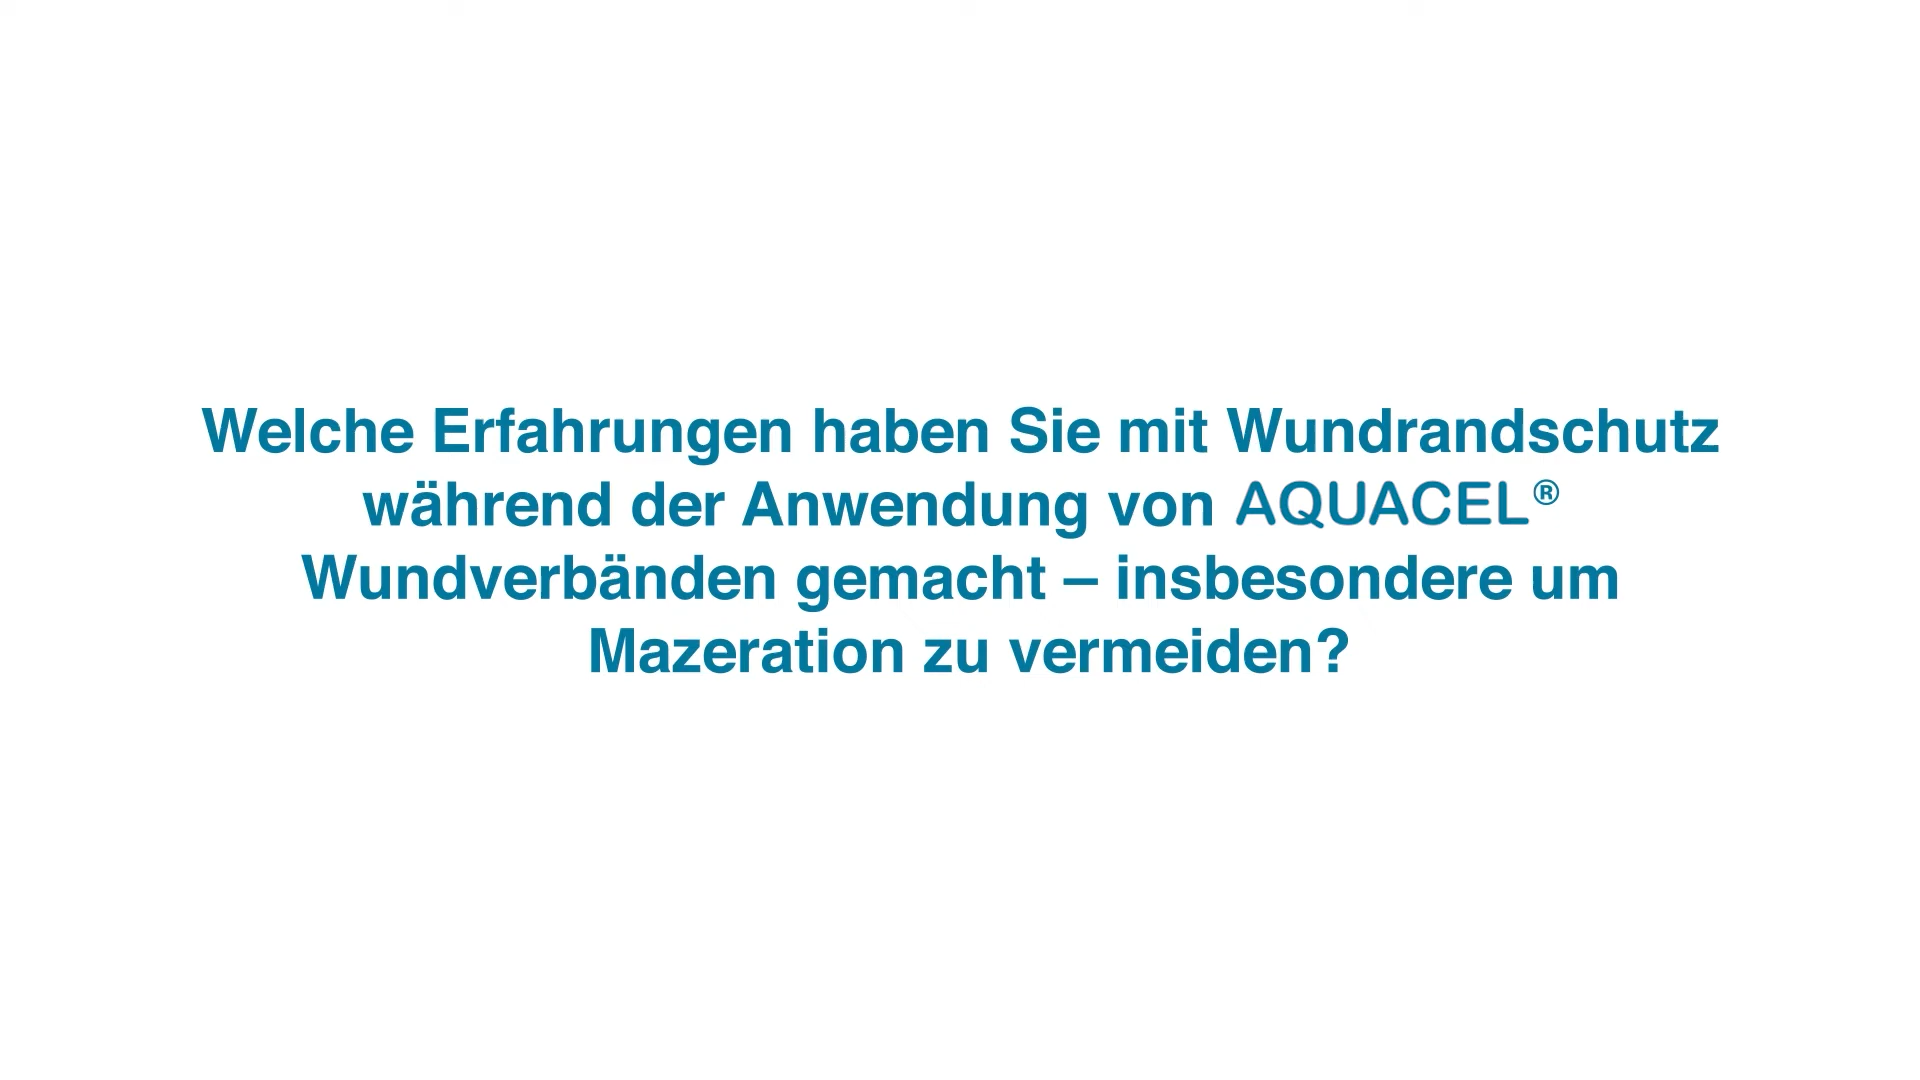 Welche Erfahrungen haben Sie mit Wundrandschutz
während der Anwendung von AQUACEL®
Wundverbänden gemacht – insbesondere um
Mazeration zu vermeiden?